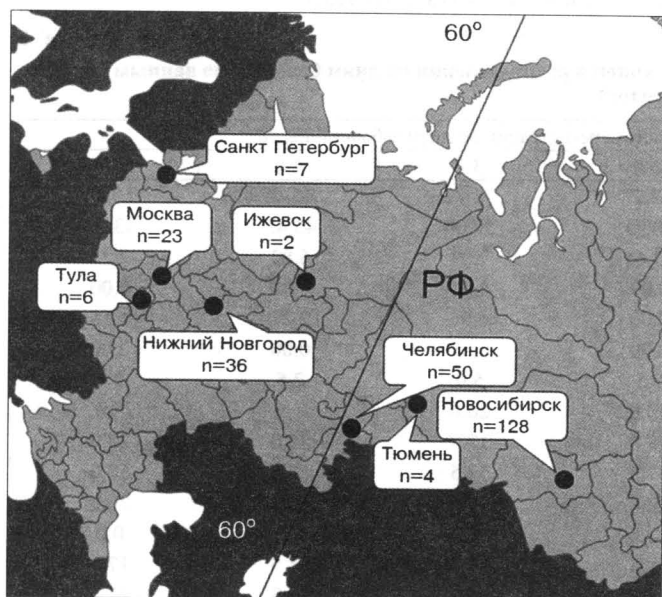 60°
Санкт Петербург
n=7
Москва
n=23
Ижевск
n=2
Тула
n=6
РФ
Нижний Новгород
n=36
Челябинск
n=50
Новосибирск
n=128
Тюмень
n=4
60°